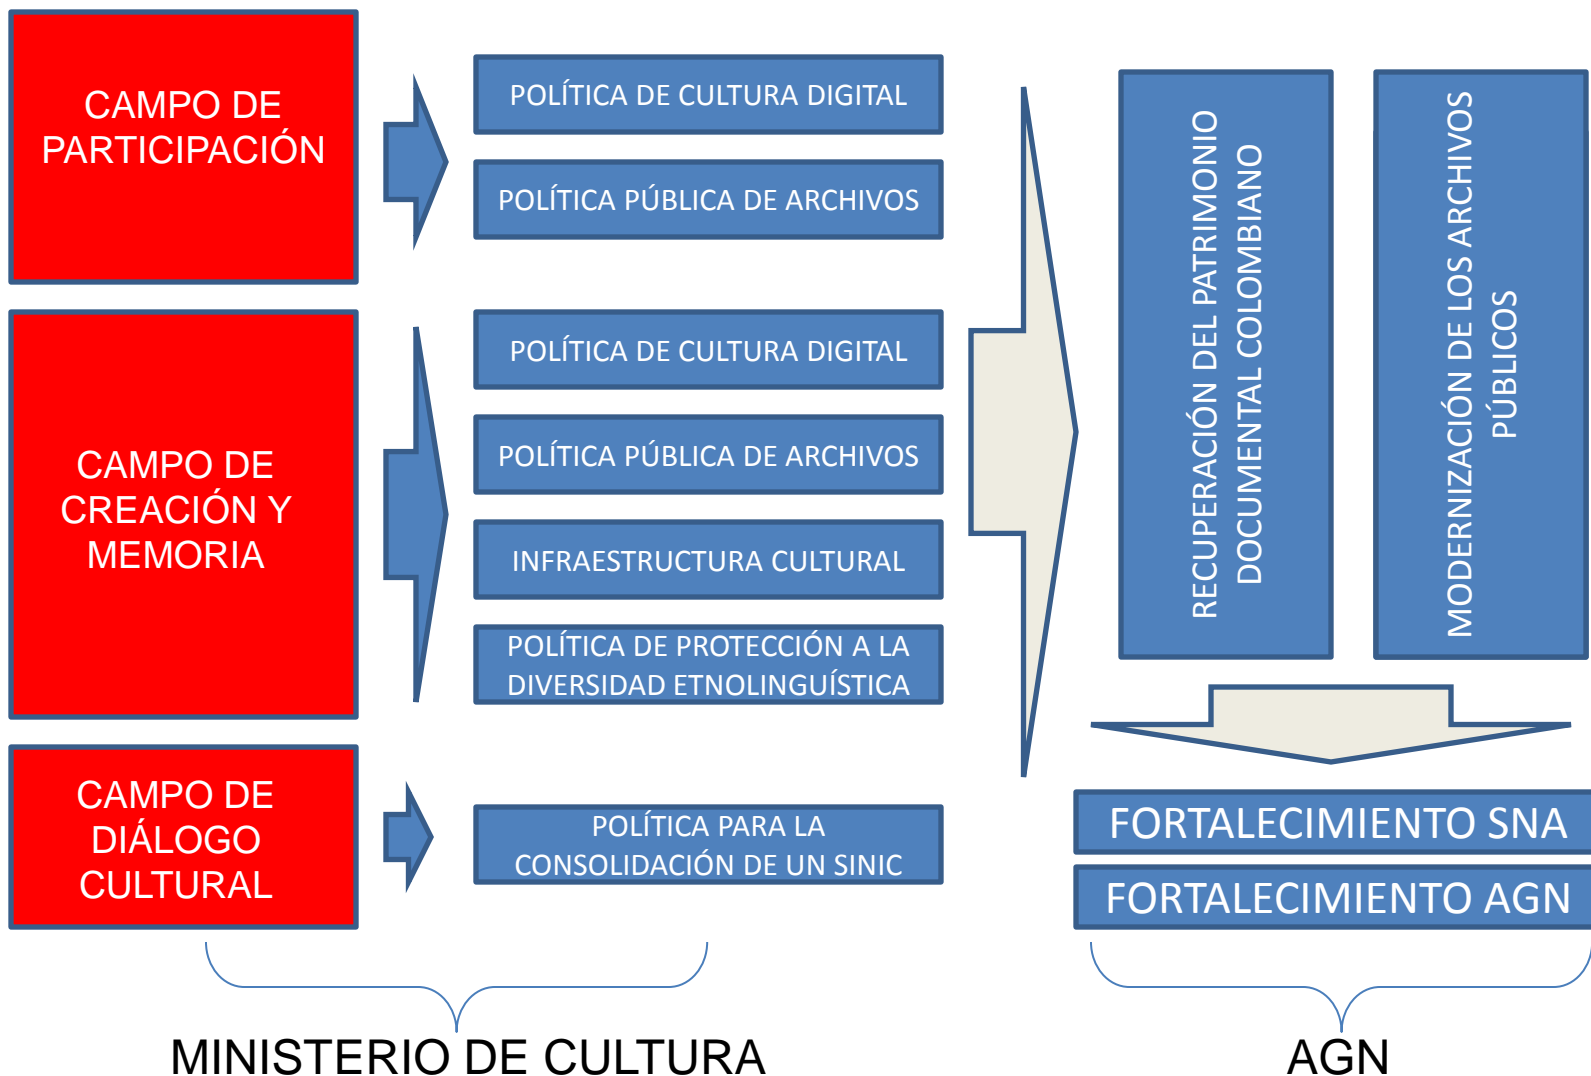 CAMPO DE
PARTICIPACIÓN
POLÍTICA DE CULTURA DIGITAL
POLÍTICA PÚBLICA DE ARCHIVOS
CAMPO DE
CREACIÓN Y
MEMORIA
POLÍTICA DE CULTURA DIGITAL
POLÍTICA PÚBLICA DE ARCHIVOS
INFRAESTRUCTURA CULTURAL
POLÍTICA DE PROTECCIÓN A LA
DIVERSIDAD ETNOLINGUÍSTICA
CAMPO DE
DIÁLOGO
CULTURAL
POLÍTICA PARA LA
CONSOLIDACIÓN DE UN SINIC
MINISTERIO DE CULTURA
RECUPERACIÓN DEL PATRIMONIO
DOCUMENTAL COLOMBIANO
MODERNIZACIÓN DE LOS ARCHIVOS
PÚBLICOS
FORTALECIMIENTO SNA
FORTALECIMIENTO AGN
AGN